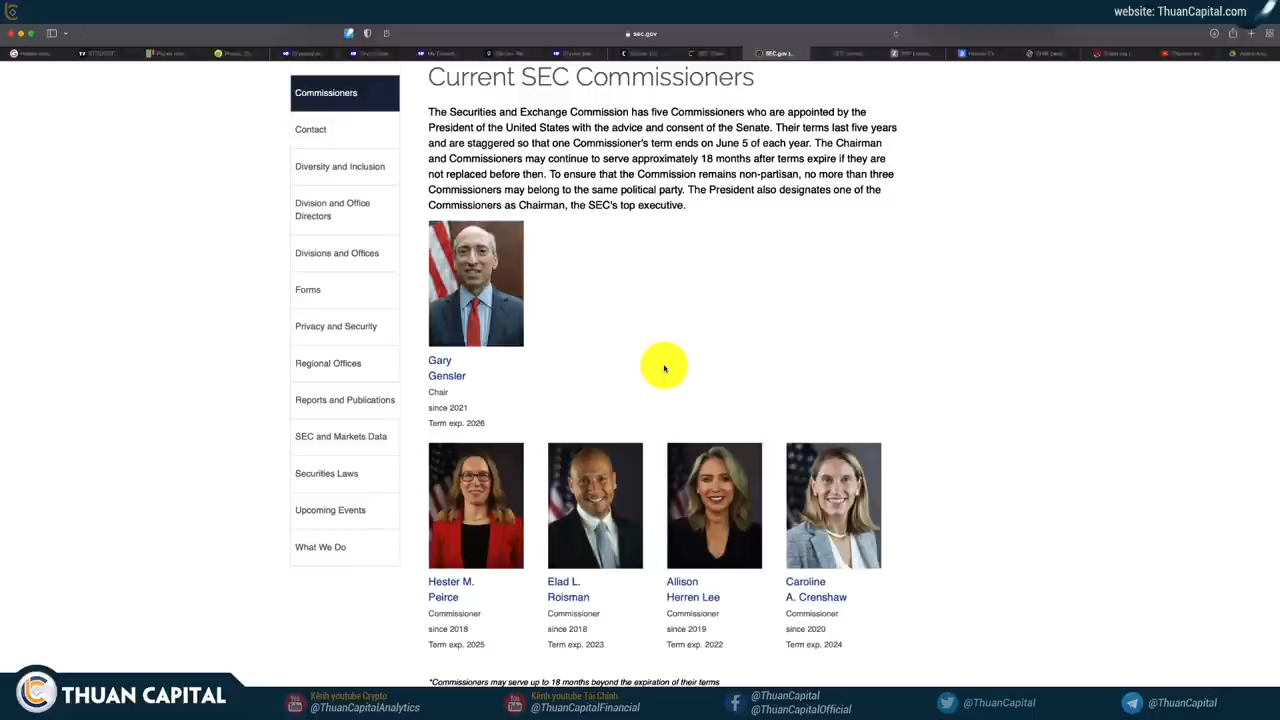 website: ThuanCapital.com
sec.gov
Current SEC Commissioners
Commissioners
Contact
Diversity and Inclusion
Division and Office
Directors
Divisions and Offices
Forms
Privacy and Security
Regional Offices
Reports and Publications
SEC and Markets Data
Securities Laws
Upcoming Events
What We Do
The Securities and Exchange Commission has five Commissioners who are appointed by the
President of the United States with the advice and consent of the Senate. Their terms last five years
and are staggered so that one Commissioner's term ends on June 5 of each year. The Chairman
and Commissioners may continue to serve approximately 18 months after terms expire if they are
not replaced before then. To ensure that the Commission remains non-partisan, no more than three
Commissioners may belong to the same political party. The President also designates one of the
Commissioners as Chairman, the SEC's top executive.
Gary
Gensler
Chair
since 2021
Term exp. 2026
Hester M.
Peirce
Commissioner
since 2018
Term exp. 2025
Elad L.
Roisman
Commissioner
since 2018
Term exp. 2023
Allison
Herren Lee
Commissioner
since 2019
Term exp. 2022
Caroline
A. Crenshaw
Commissioner
since 2020
Term exp. 2024
*Commissioners may serve up to 18 months beyond the expiration of their terms
THUAN CAPITAL
Kênh youtube Crypto
@ThuanCapitalAnalytics
Kênh youtube Tài Chính
@ThuanCapitalFinancial
@ThuanCapital
@ThuanCapitalOfficial
@ThuanCapital
@ThuanCapital